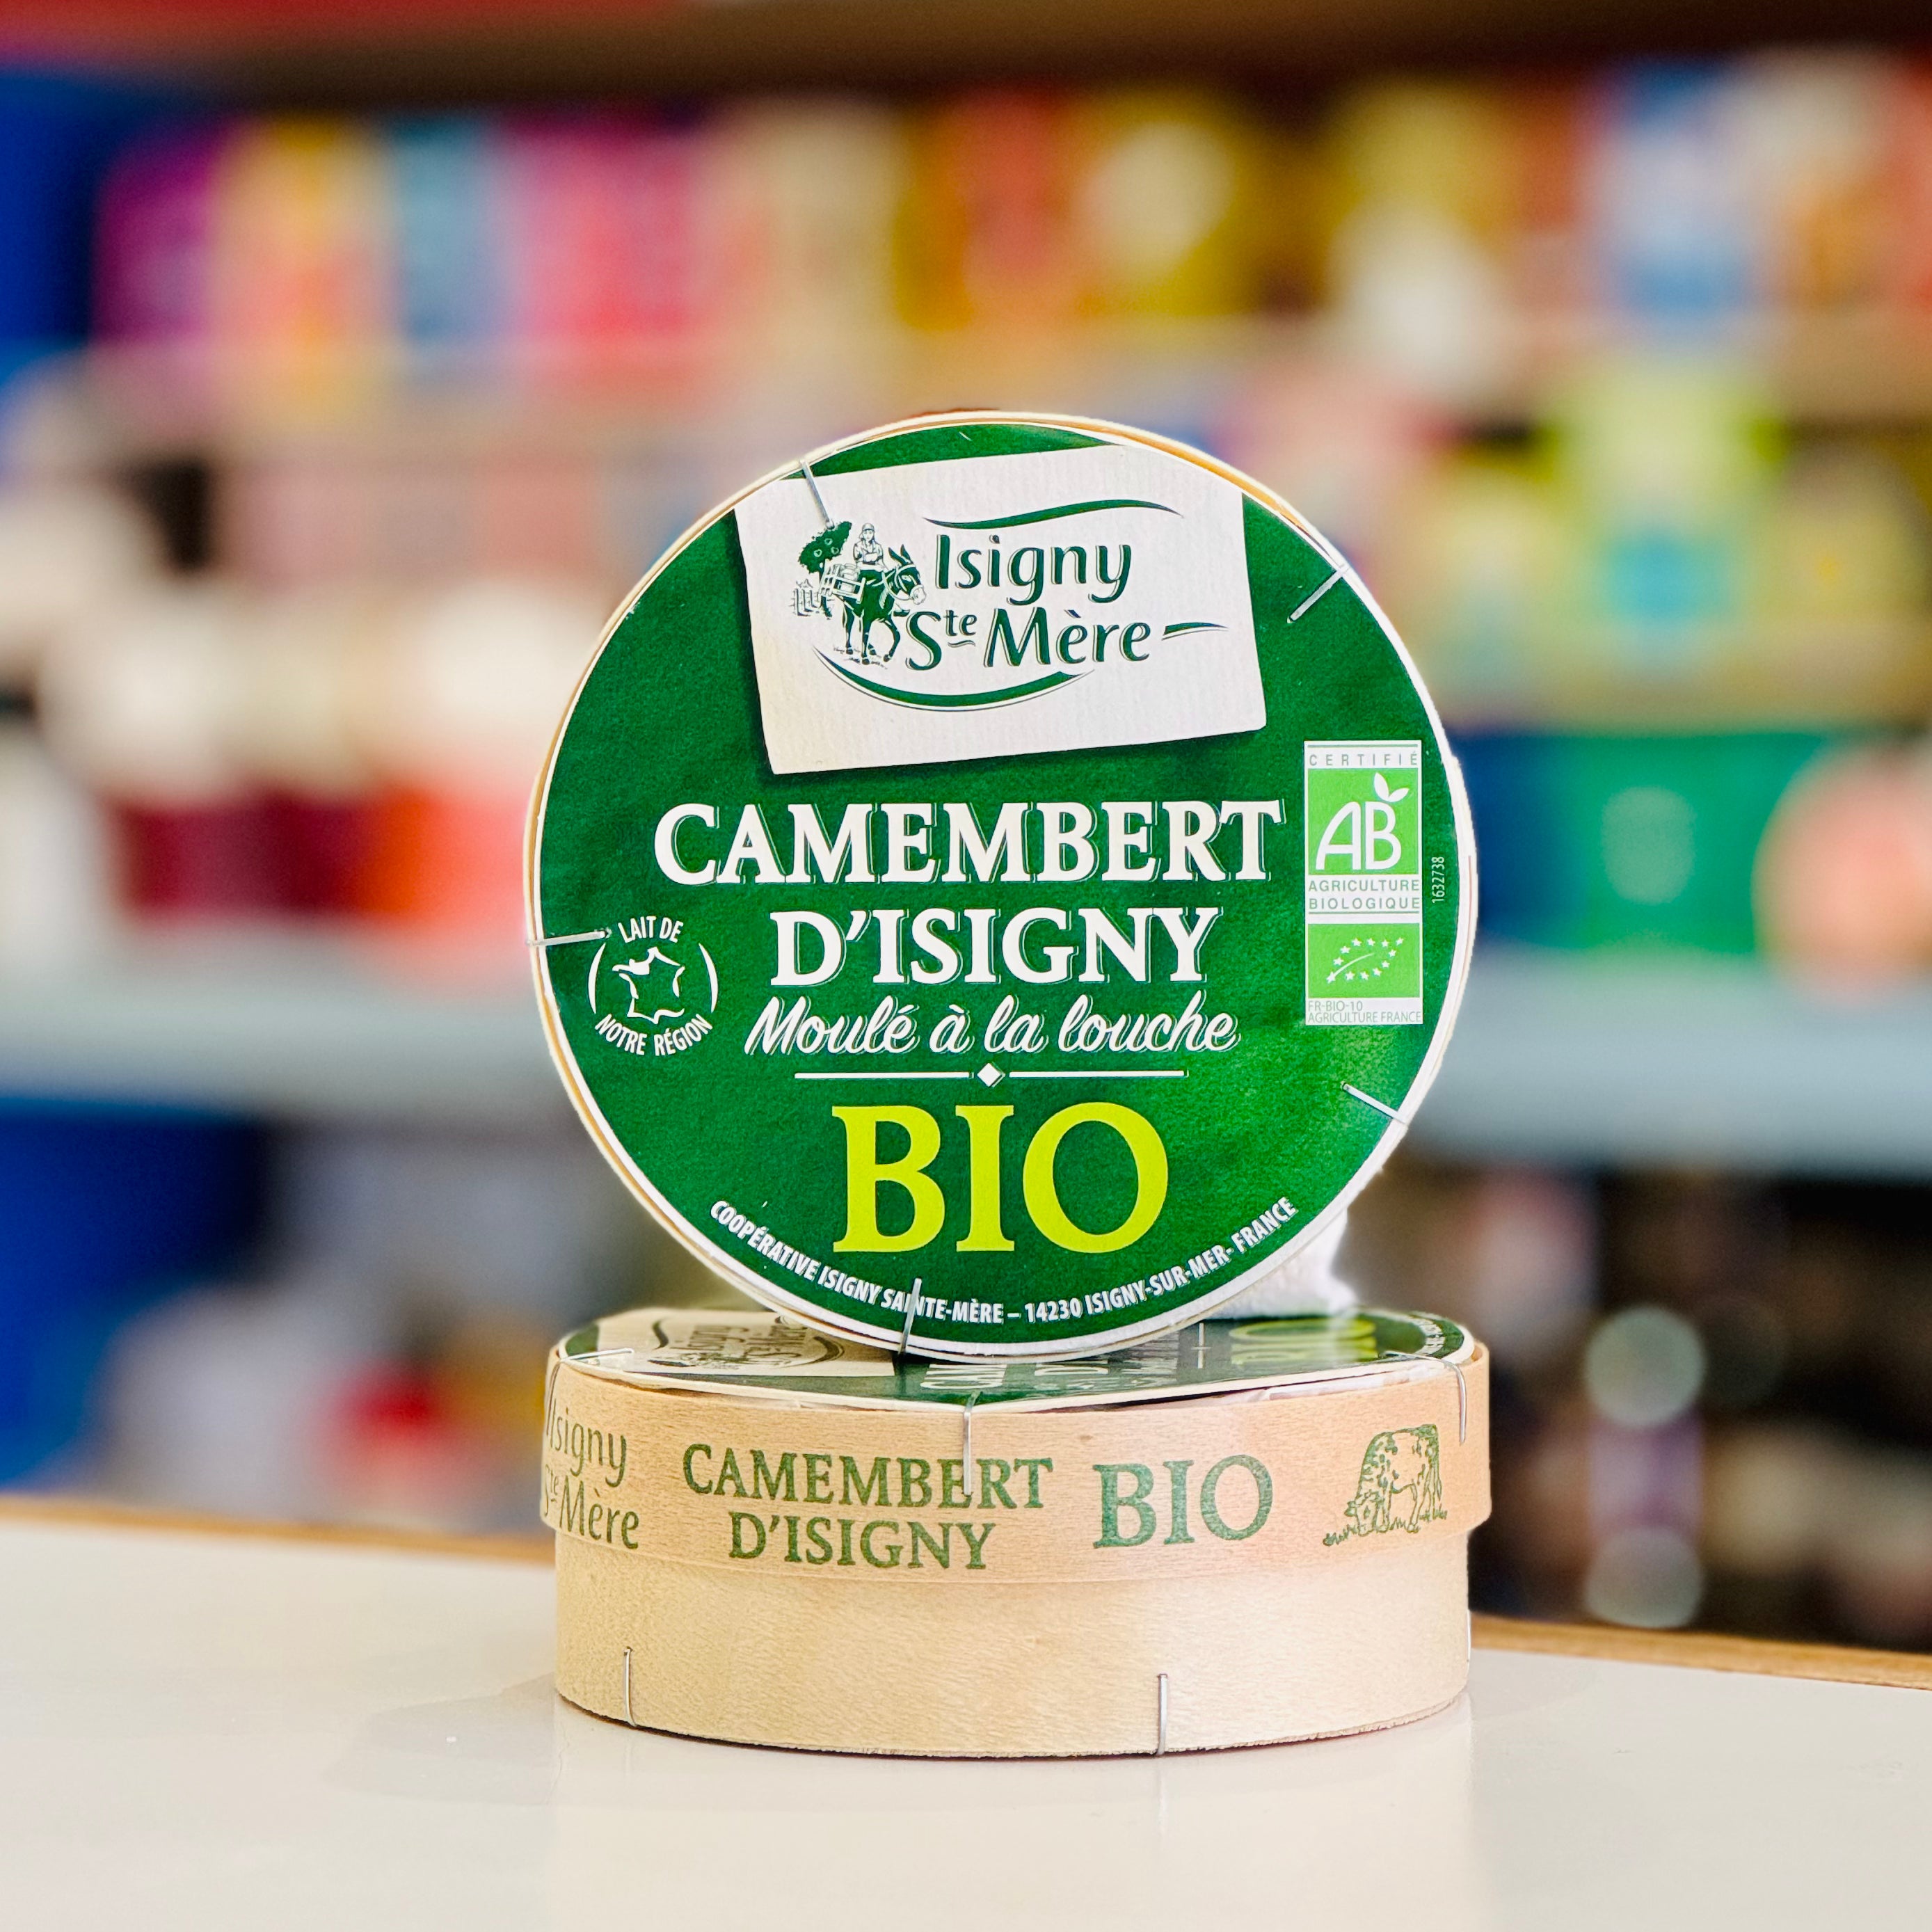 Isigny
Ste Mère
CERTIFIÉ
AB
AGRICULTURE
BIOLOGIQUE
1632738
CAMEMBERT
D'ISIGNY
LAIT DE
NOTRE RÉGION
Moulé à la louche
FR-BIO-10
AGRICULTURE FRANCE
BIO
COOPÉRATIVE ISIGNY SAINTE-MÈRE – 14230 ISIGNY-SUR-MER- FRANCE
Isigny
Ste Mère
CAMEMBERT
D'ISIGNY
BIO